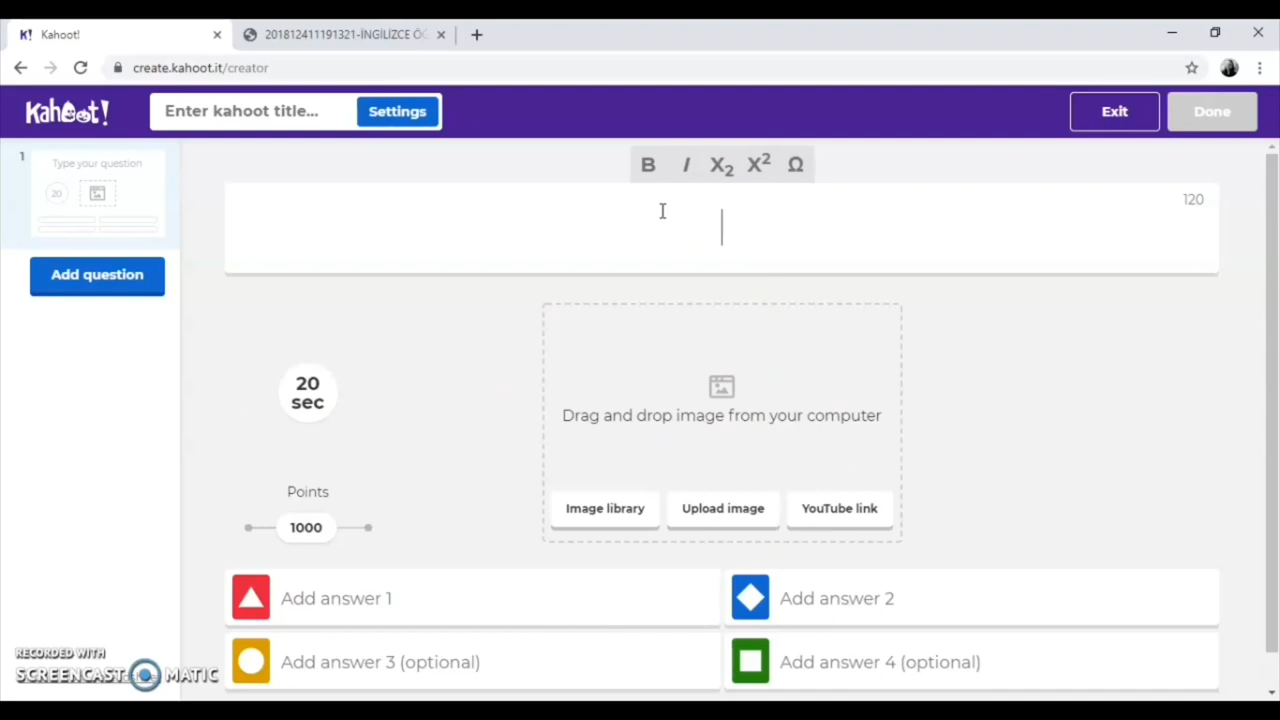 K! Kahoot!
201812411191321-İNGİLİZCE ÖĞ
create.kahoot.it/creator
Kahoot!
Enter kahoot title...
Settings
Exit
Done
1
Type your question
20
Add question
B I X2 X2 Ω
120
20
sec
Drag and drop image from your computer
Points
1000
Image library
Upload image
YouTube link
Add answer 1
Add answer 2
Add answer 3 (optional)
Add answer 4 (optional)
RECORDED WITH
SCREENCAST MATIC